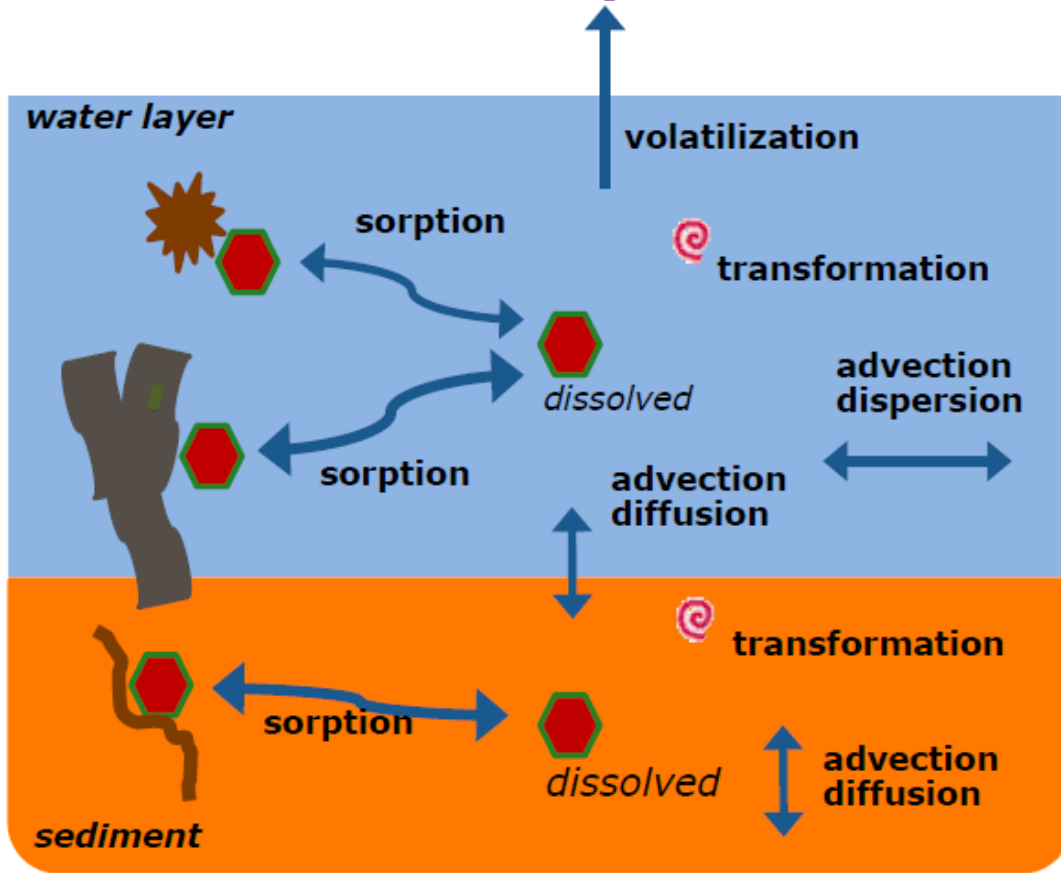 water layer
volatilization
sorption
transformation
dissolved
advection
dispersion
sorption
advection
diffusion
transformation
sorption
dissolved
advection
diffusion
sediment